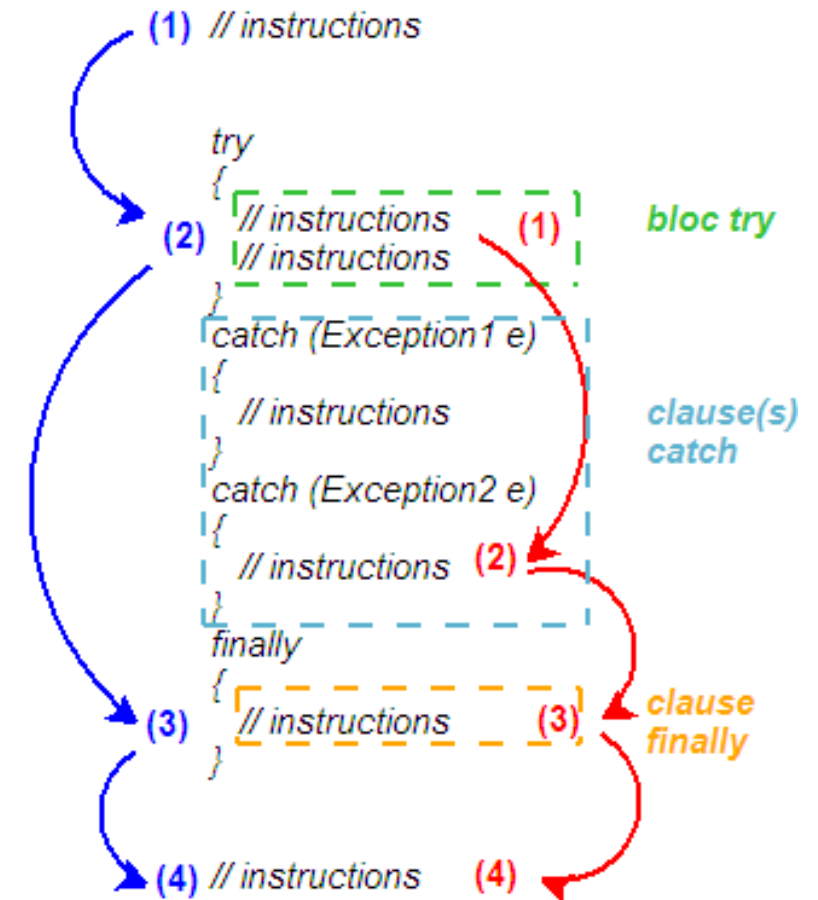 (1) // instructions
try
{
// instructions (1) bloc try
(2)
// instructions
}
catch (Exception1 e)
{
// instructions clause(s)
catch
}
catch (Exception2 e)
{
// instructions (2)
}
finally
{
clause
(3) // instructions (3)
finally
}
(4) // instructions (4)